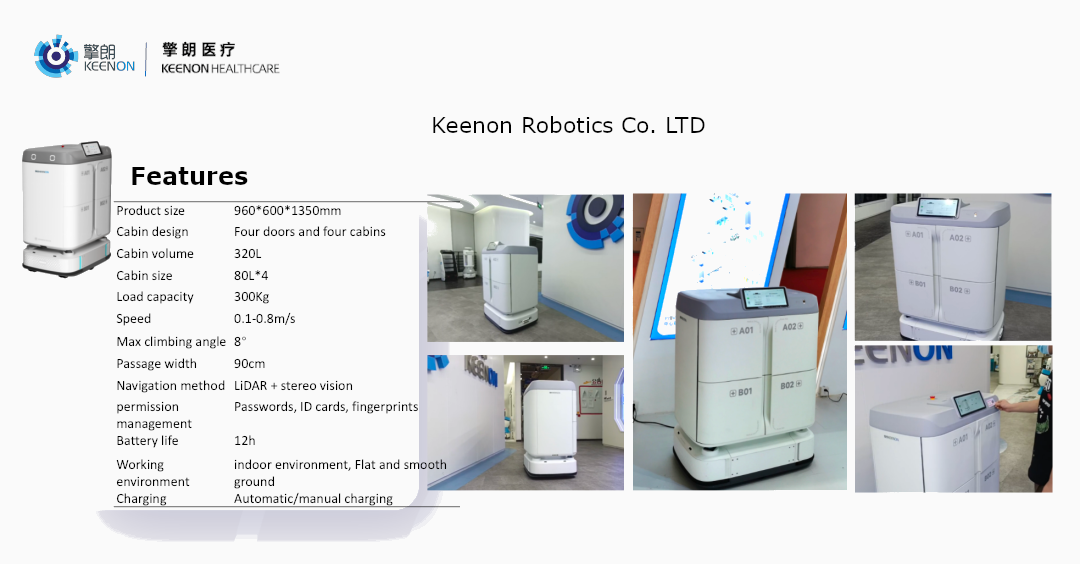 擎朗
KEENON
擎朗医疗
KEENON HEALTHCARE
Keenon Robotics Co. LTD
Features
Product size 960*600*1350mm
Cabin design Four doors and four cabins
Cabin volume 320L
Cabin size 80L*4
Load capacity 300Kg
Speed 0.1-0.8m/s
Max climbing angle 8°
Passage width 90cm
Navigation method LiDAR + stereo vision
permission Passwords, ID cards, fingerprints
management
Battery life 12h
Working indoor environment, Flat and smooth
environment ground
Charging Automatic/manual charging
A01 A02
B01 B02
A01 A02
B01 B02
KEENON
A01